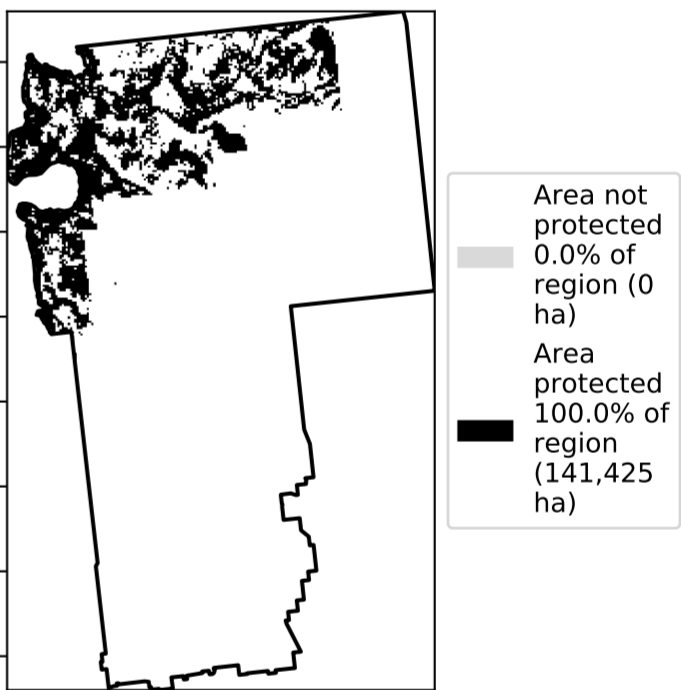 Area not
protected
0.0% of
region (0
ha)
Area
protected
100.0% of
region
(141,425
ha)